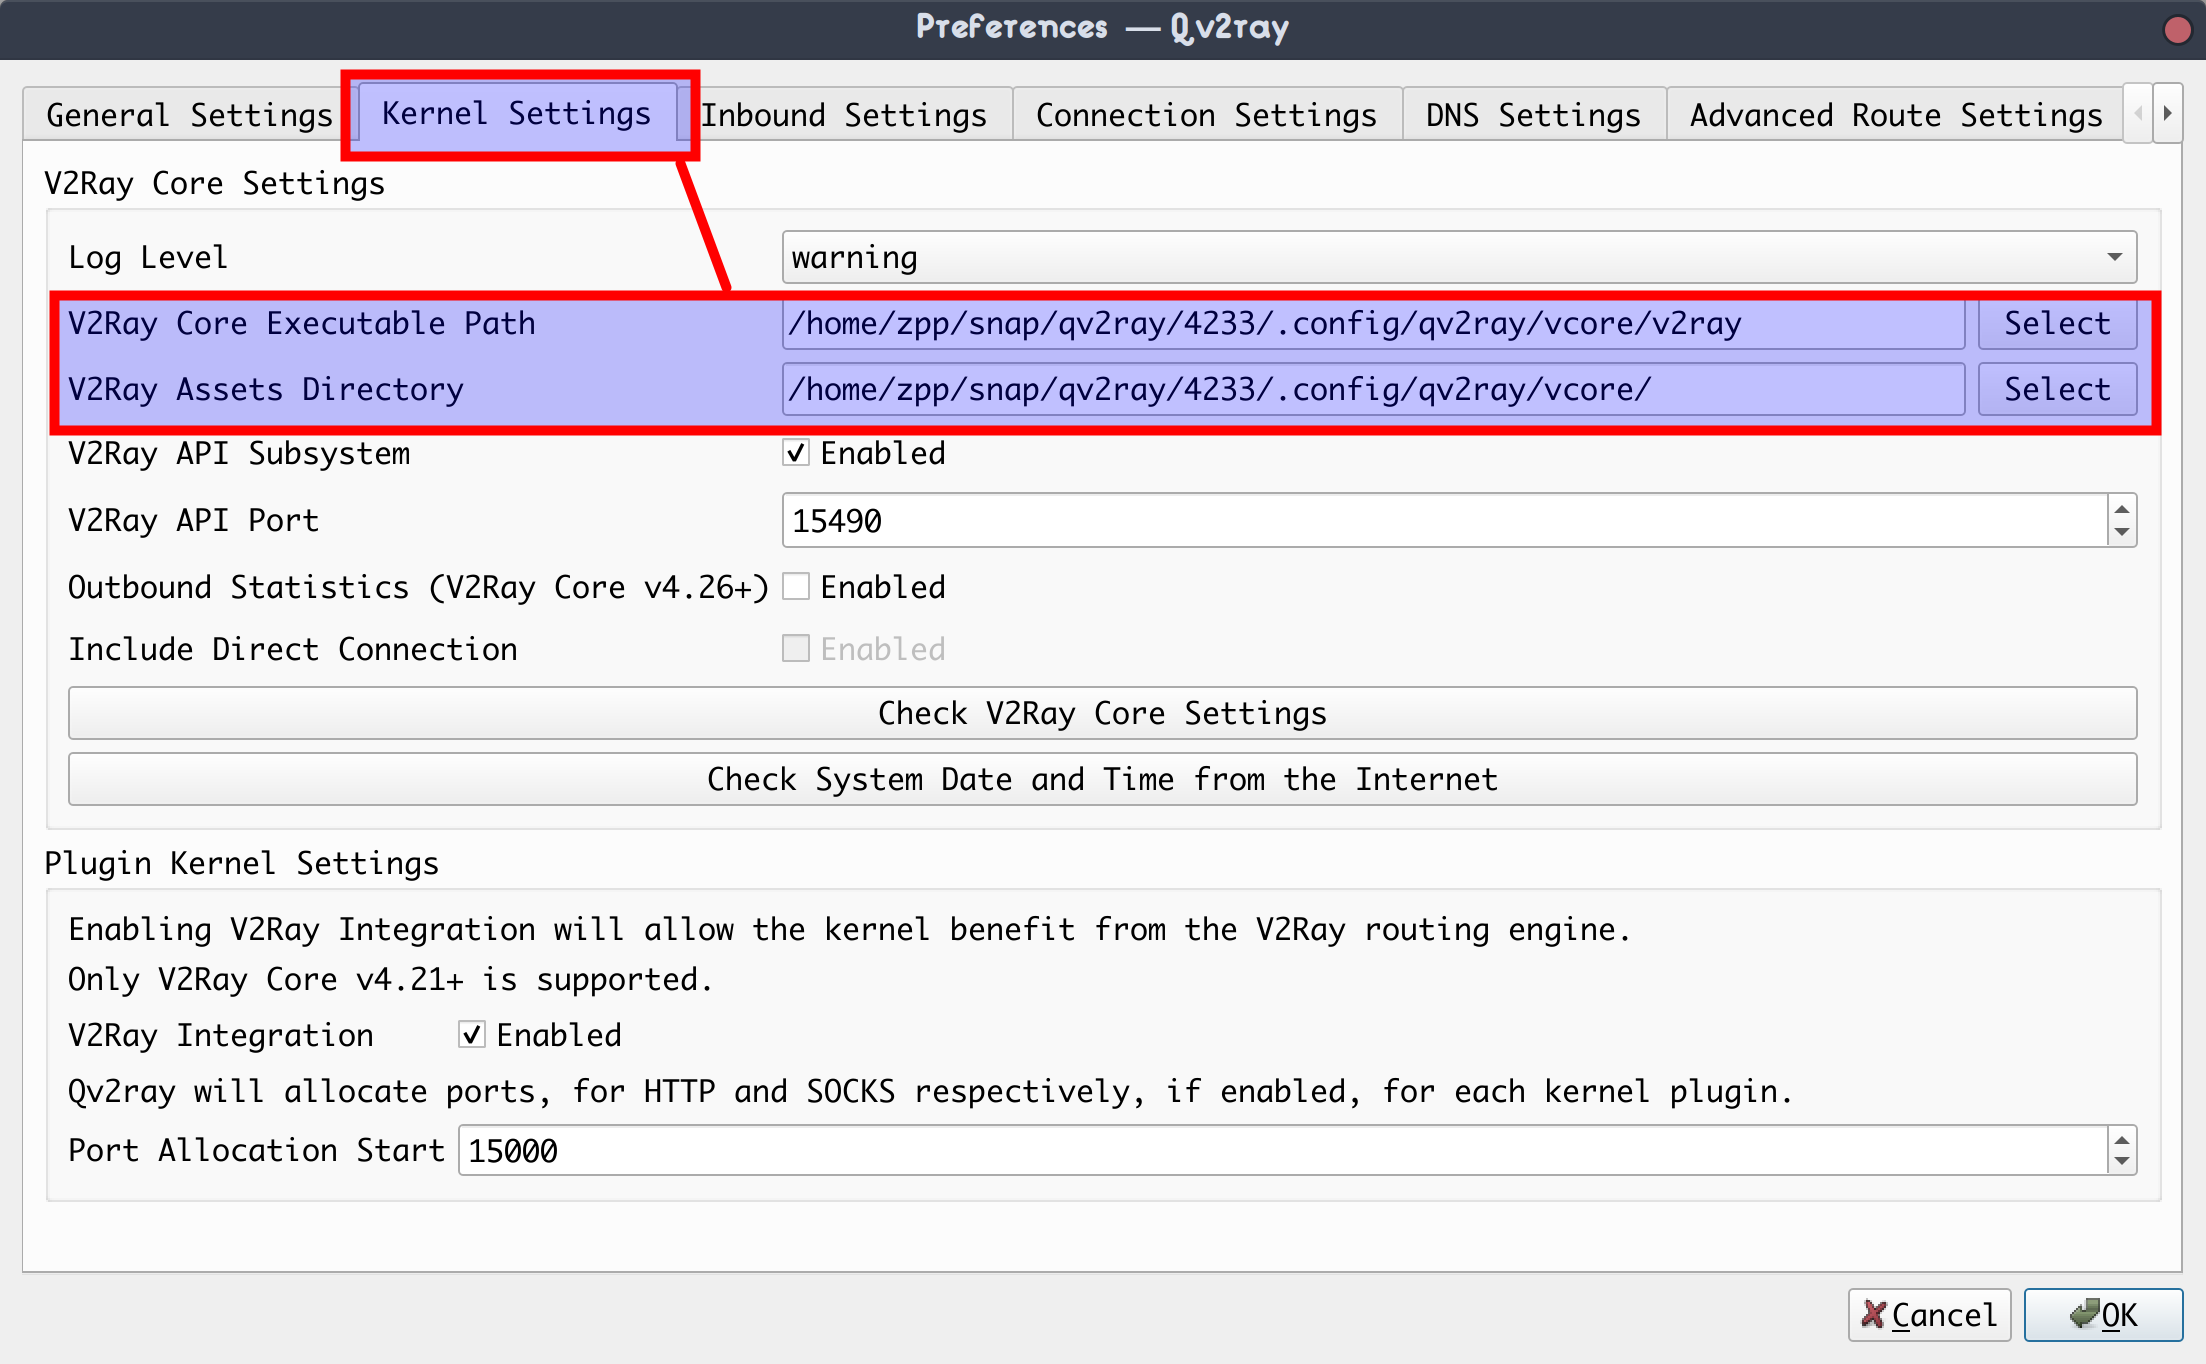 Preferences — Qv2ray
General Settings Kernel Settings Inbound Settings Connection Settings DNS Settings Advanced Route Settings
V2Ray Core Settings
Log Level warning
V2Ray Core Executable Path /home/zpp/snap/qv2ray/4233/.config/qv2ray/vcore/v2ray Select
V2Ray Assets Directory /home/zpp/snap/qv2ray/4233/.config/qv2ray/vcore/ Select
V2Ray API Subsystem Enabled
V2Ray API Port 15490
Outbound Statistics (V2Ray Core v4.26+) Enabled
Include Direct Connection Enabled
Check V2Ray Core Settings
Check System Date and Time from the Internet
Plugin Kernel Settings
Enabling V2Ray Integration will allow the kernel benefit from the V2Ray routing engine.
Only V2Ray Core v4.21+ is supported.
V2Ray Integration Enabled
Qv2ray will allocate ports, for HTTP and SOCKS respectively, if enabled, for each kernel plugin.
Port Allocation Start 15000
Cancel OK